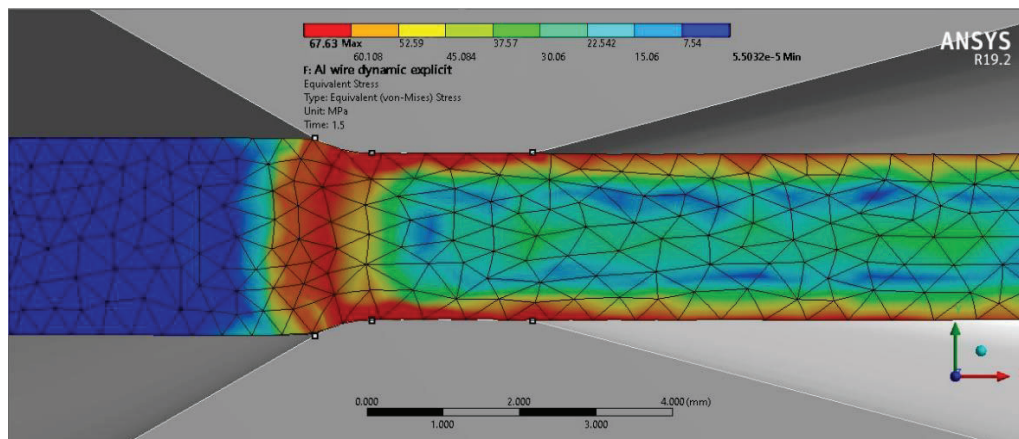 67.63 Max 52.59 37.57 22.542 7.54
60.108 45.084 30.06 15.06 5.5032e-5 Min
F: Al wire dynamic explicit
Equivalent Stress
Type: Equivalent (von-Mises) Stress
Unit: MPa
Time: 1.5
ANSYS
R19.2
0.000 2.000 4.000 (mm)
1.000 3.000